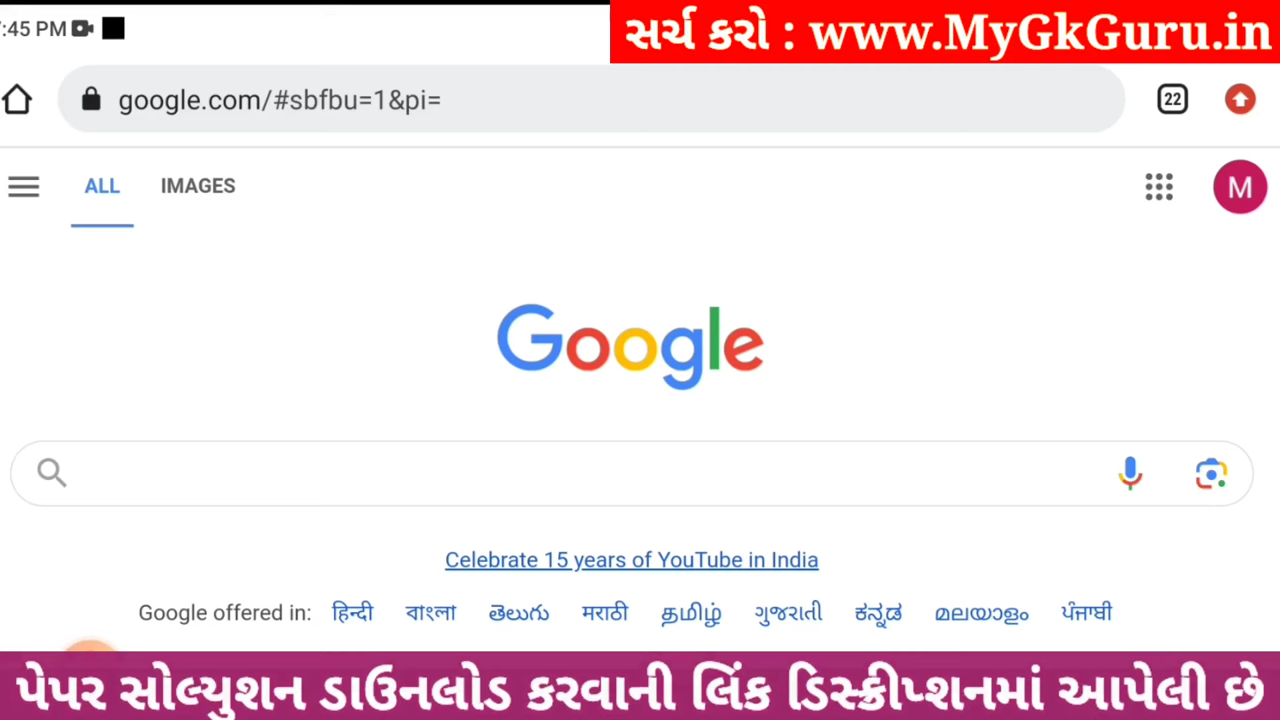 :45 PM
સર્ચ કરો : www.MyGkGuru.in
google.com/#sbfbu=1&pi=
22
ALL IMAGES
M
Google
Celebrate 15 years of YouTube in India
Google offered in: हिन्दी বাংলা తెలుగు मराठी தமிழ் ગુજરાતી ಕನ್ನಡ മലയാളം ਪੰਜਾਬੀ
પેપર સોલ્યુશન ડાઉનલોડ કરવાની લિંક ડિસ્ક્રીપ્શનમાં આપેલી છે